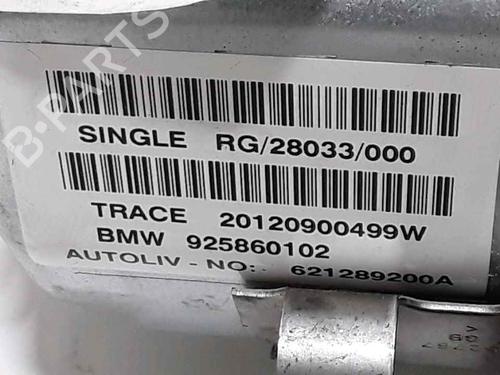 B-PARTS
SINGLE RG/28033/000
TRACE 20120900499W
BMW 925860102
AUTOLIV - NO: 621289200A